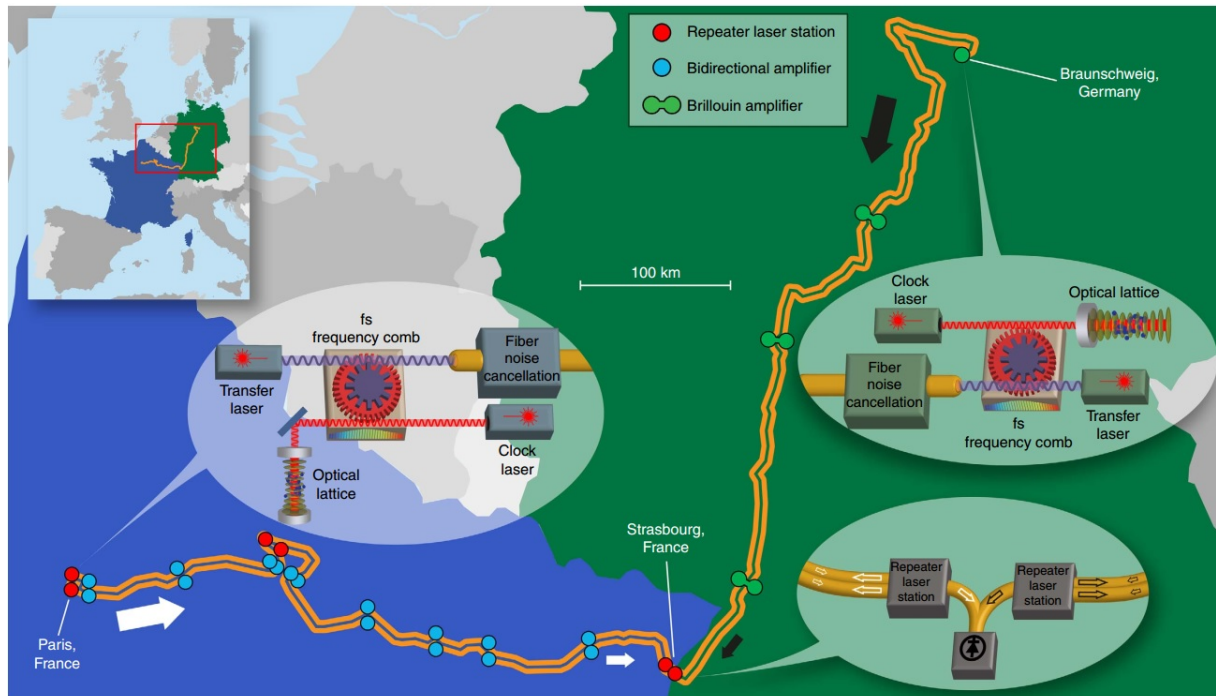 Repeater laser station
Bidirectional amplifier
Brillouin amplifier
Braunschweig,
Germany
100 km
Clock
laser
Optical lattice
Fiber
noise
cancellation
fs
frequency comb
Transfer
laser
fs
frequency comb
Transfer
laser
Fiber
noise
cancellation
Clock
laser
Optical
lattice
Strasbourg,
France
Repeater
laser
station
Repeater
laser
station
Paris,
France